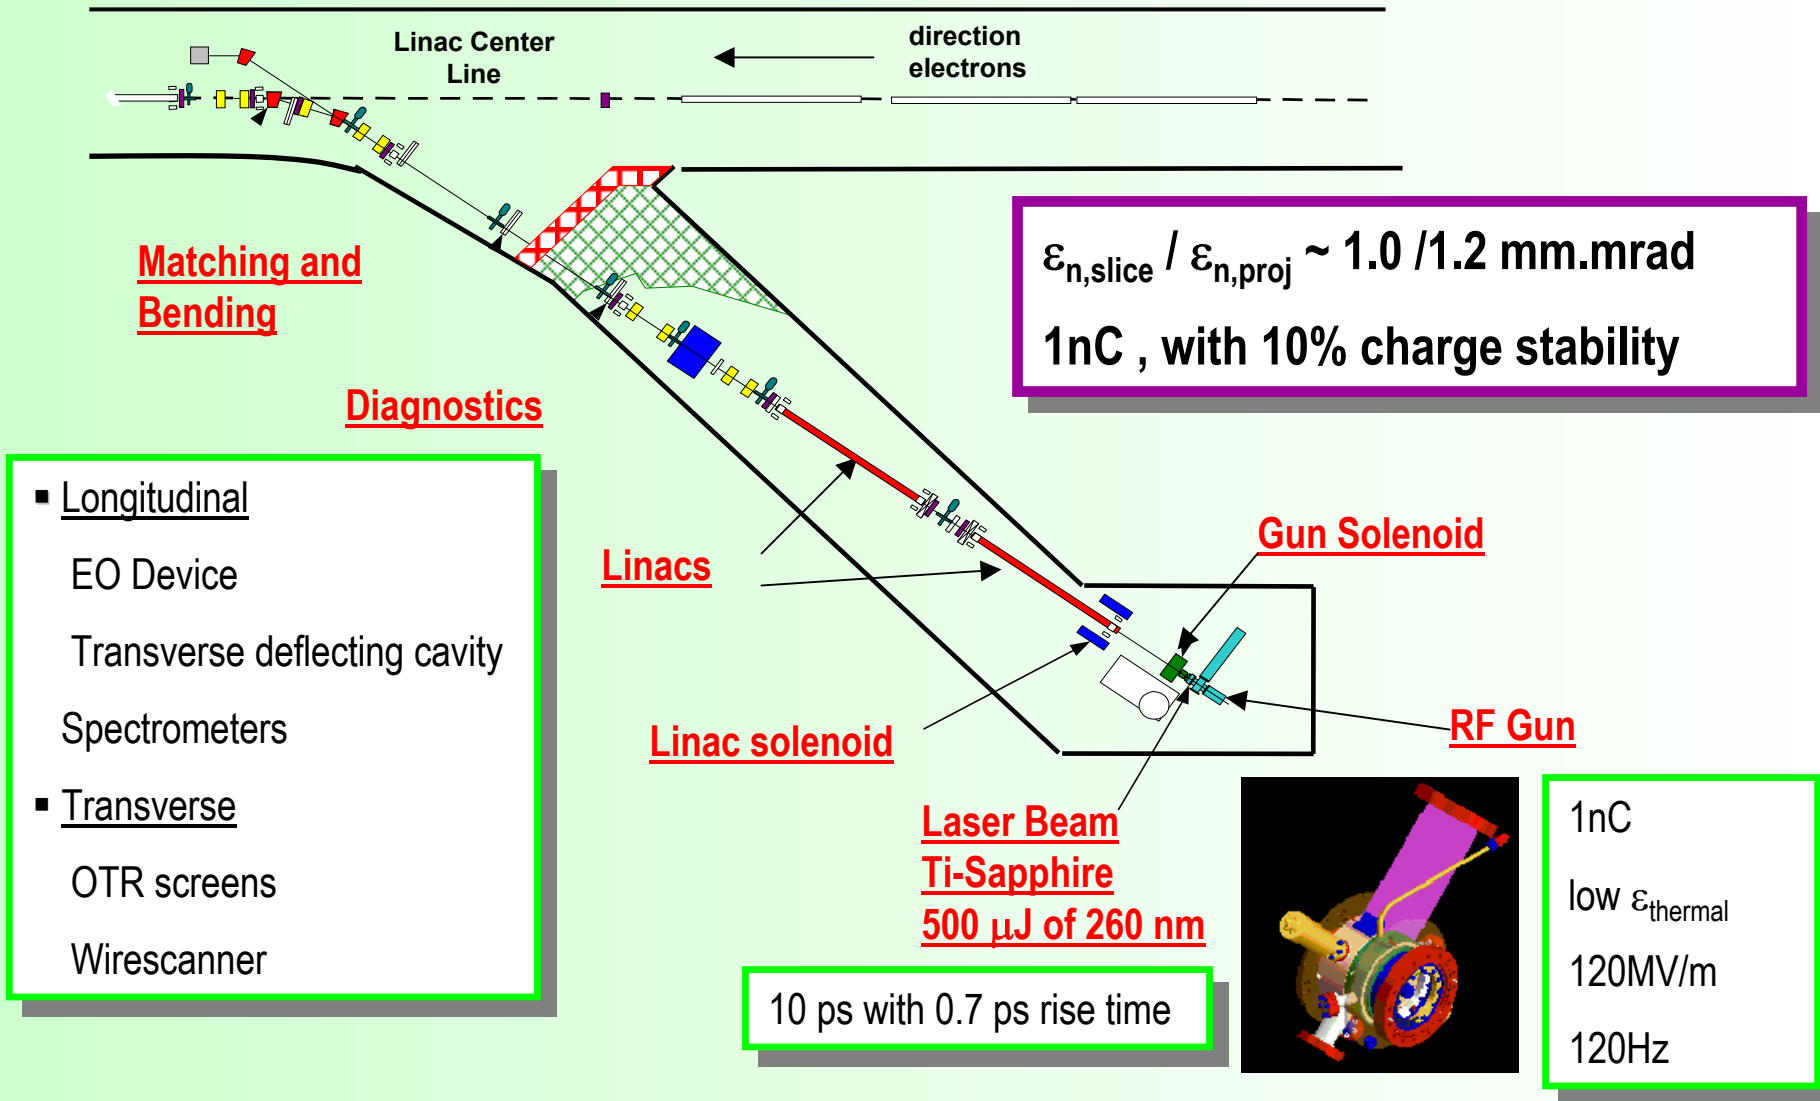 Linac Center
Line
direction
electrons
Matching and
Bending
εn,slice / εn,proj ~ 1.0 /1.2 mm.mrad
1nC , with 10% charge stability
Diagnostics
▪ Longitudinal
EO Device
Transverse deflecting cavity
Spectrometers
▪ Transverse
OTR screens
Wirescanner
Linacs
Gun Solenoid
Linac solenoid
RF Gun
Laser Beam
Ti-Sapphire
500 μJ of 260 nm
10 ps with 0.7 ps rise time
1nC
low εthermal
120MV/m
120Hz